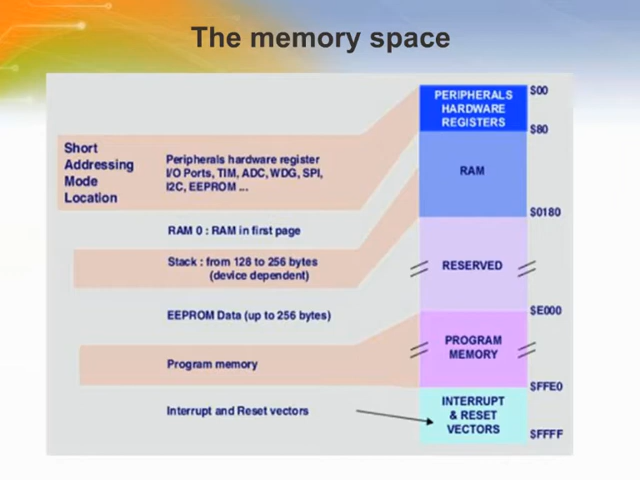 The memory space
Short
Addressing
Mode
Location
Peripherals hardware register
I/O Ports, TIM, ADC, WDG, SPI,
I2C, EEPROM ...
RAM 0 : RAM in first page
Stack : from 128 to 256 bytes
(device dependent)
EEPROM Data (up to 256 bytes)
Program memory
Interrupt and Reset vectors
PERIPHERALS
HARDWARE
REGISTERS
RAM
RESERVED
PROGRAM
MEMORY
INTERRUPT
& RESET
VECTORS
$00
$80
$0180
$E000
$FFE0
$FFFF